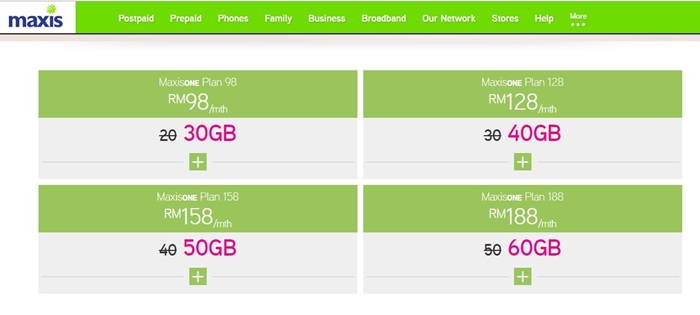 maxis
Postpaid Prepaid Phones Family Business Broadband Our Network Stores Help More
MaxisONE Plan 98
RM98/mth
20 30GB
MaxisONE Plan 128
RM128/mth
30 40GB
MaxisONE Plan 158
RM158/mth
40 50GB
MaxisONE Plan 188
RM188/mth
50 60GB